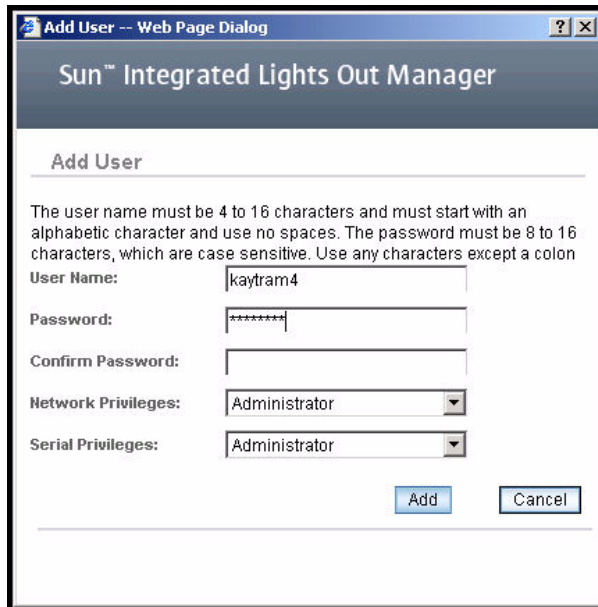 Add User -- Web Page Dialog
Sun™ Integrated Lights Out Manager
Add User
The user name must be 4 to 16 characters and must start with an
alphabetic character and use no spaces. The password must be 8 to 16
characters, which are case sensitive. Use any characters except a colon
User Name: kaytram4
Password: ********
Confirm Password:
Network Privileges: Administrator
Serial Privileges: Administrator
Add Cancel